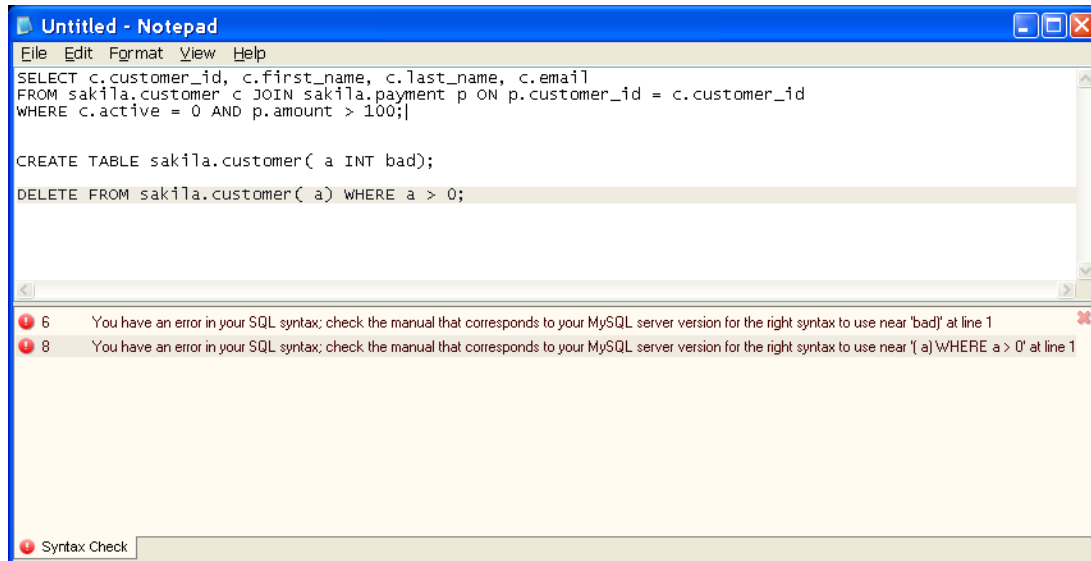 Untitled - Notepad
File Edit Format View Help
SELECT c.customer_id, c.first_name, c.last_name, c.email
FROM sakila.customer c JOIN sakila.payment p ON p.customer_id = c.customer_id
WHERE c.active = 0 AND p.amount > 100;
CREATE TABLE sakila.customer( a INT bad);
DELETE FROM sakila.customer( a) WHERE a > 0;
6 You have an error in your SQL syntax; check the manual that corresponds to your MySQL server version for the right syntax to use near 'bad)' at line 1
8 You have an error in your SQL syntax; check the manual that corresponds to your MySQL server version for the right syntax to use near '( a) WHERE a > 0' at line 1
Syntax Check